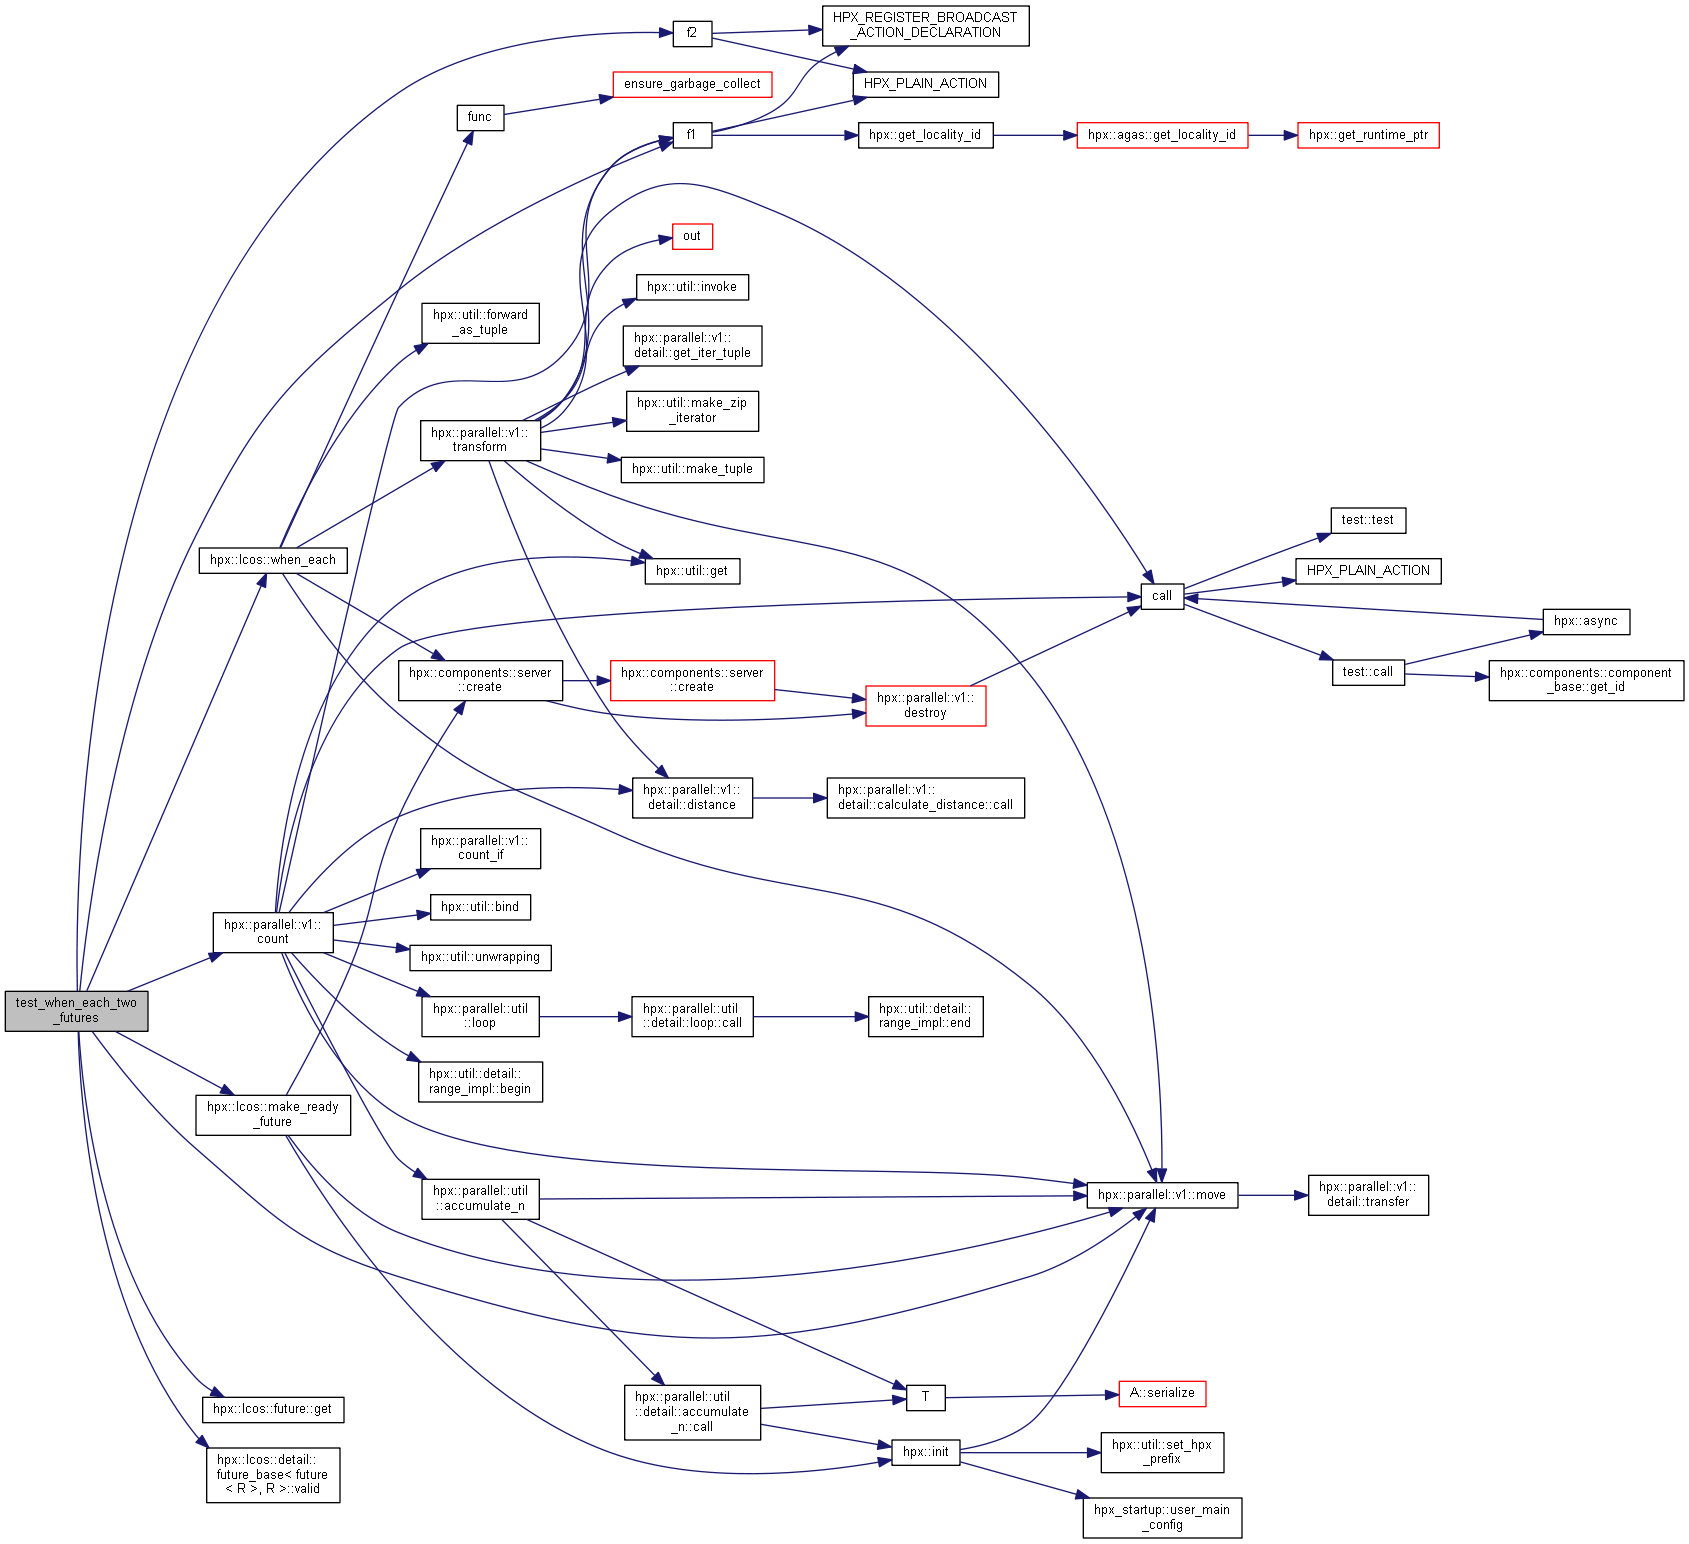 f2
HPX_REGISTER_BROADCAST
_ACTION_DECLARATION
ensure_garbage_collect
HPX_PLAIN_ACTION
func
f1
hpx::get_locality_id
hpx::agas::get_locality_id
hpx::get_runtime_ptr
out
hpx::util::invoke
hpx::util::forward
_as_tuple
hpx::parallel::v1::
detail::get_iter_tuple
hpx::util::make_zip
_iterator
hpx::parallel::v1::
transform
hpx::util::make_tuple
test::test
hpx::lcos::when_each
hpx::util::get
HPX_PLAIN_ACTION
call
hpx::async
hpx::components::server
::create
hpx::components::server
::create
test::call
hpx::components::component
_base::get_id
hpx::parallel::v1::
destroy
hpx::parallel::v1::
detail::distance
hpx::parallel::v1::
detail::calculate_distance::call
hpx::parallel::v1::
count_if
hpx::util::bind
hpx::parallel::v1::
count
hpx::util::unwrapping
test_when_each_two
_futures
hpx::parallel::util
::loop
hpx::parallel::util
::detail::loop::call
hpx::util::detail::
range_impl::end
hpx::util::detail::
range_impl::begin
hpx::lcos::make_ready
_future
hpx::parallel::util
::accumulate_n
hpx::parallel::v1::move
hpx::parallel::v1::
detail::transfer
hpx::lcos::future::get
hpx::parallel::util
::detail::accumulate
_n::call
T
A::serialize
hpx::init
hpx::util::set_hpx
_prefix
hpx::lcos::detail::
future_base< future
< R >, R >::valid
hpx_startup::user_main
_config